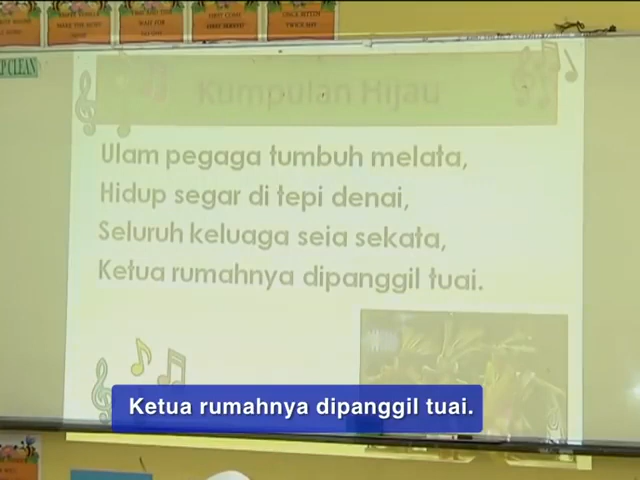 P CLEAN
Kumpulan Hijau
Ulam pegaga tumbuh melata,
Hidup segar di tepi denai,
Seluruh keluaga seia sekata,
Ketua rumahnya dipanggil tuai.
Ketua rumahnya dipanggil tuai.